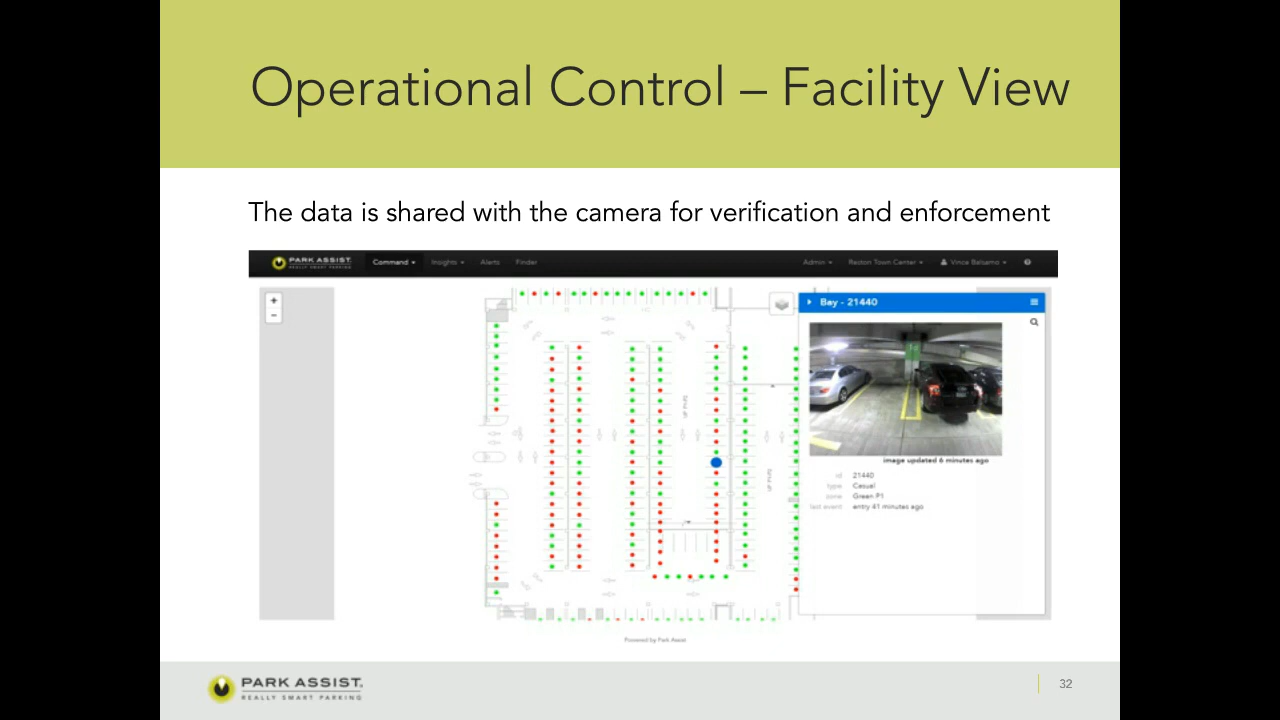 Operational Control – Facility View
The data is shared with the camera for verification and enforcement
PARK ASSIST.
REALLY SMART PARKING
Command
Insights
Alerts
Finder
Admin
Reston Town Center
Vince Balsamo
+
−
Bay - 21440
image updated 6 minutes ago
id 21440
type Casual
zone Green P1
last event entry 41 minutes ago
Powered by Park Assist
PARK ASSIST.
REALLY SMART PARKING
32